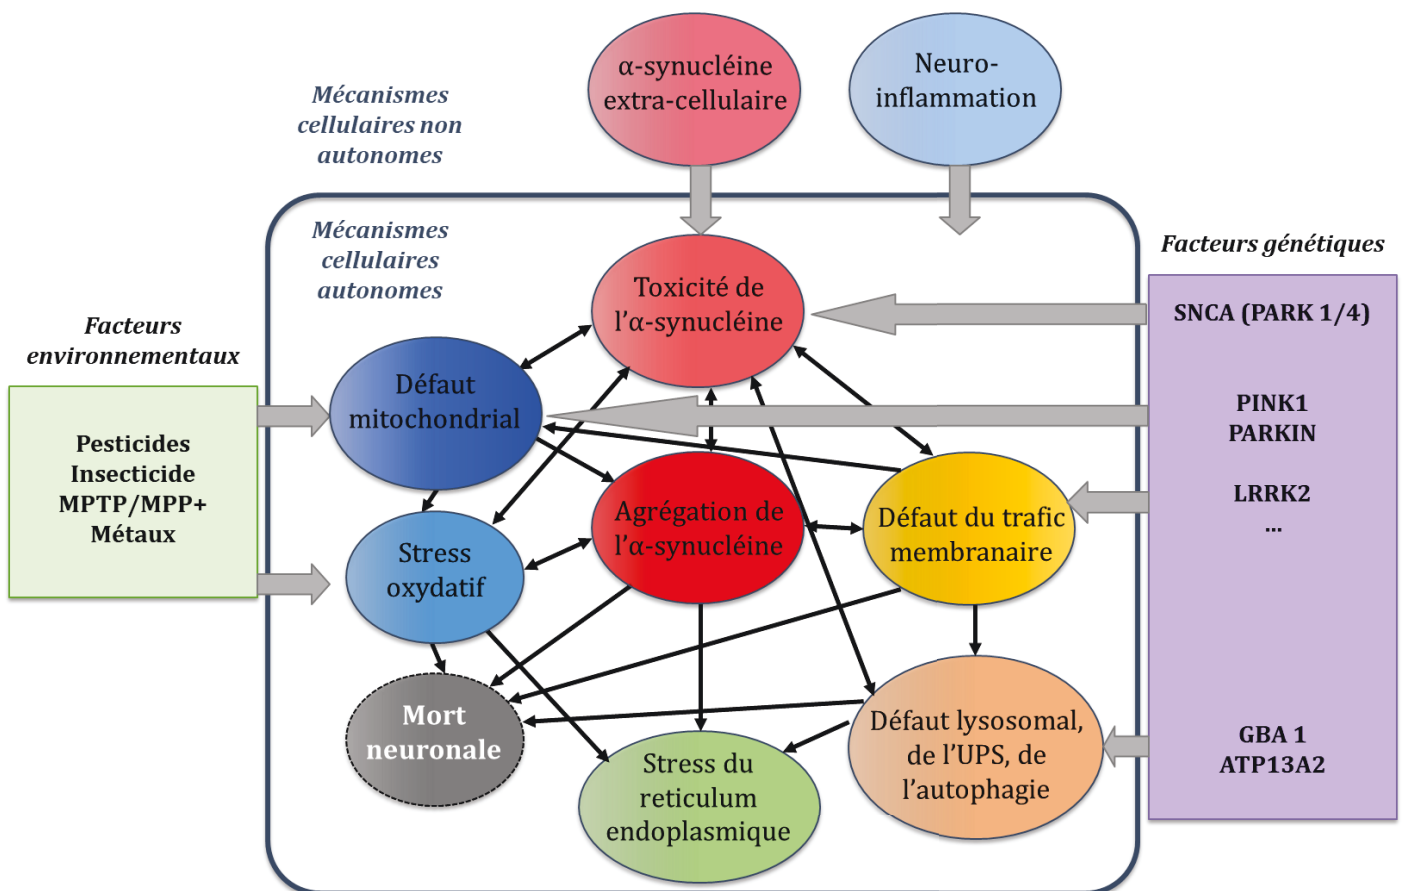 α-synucléine
extra-cellulaire
Neuro-
inflammation
Mécanismes
cellulaires non
autonomes
Mécanismes
cellulaires
autonomes
Facteurs génétiques
Toxicité de
l’α-synucléine
SNCA (PARK 1/4)
Facteurs
environnementaux
Défaut
mitochondrial
PINK1
PARKIN
Pesticides
Insecticide
MPTP/MPP+
Métaux
LRRK2
...
Agrégation de
l’α-synucléine
Défaut du trafic
membranaire
Stress
oxydatif
Mort
neuronale
Défaut lysosomal,
de l’UPS, de
l’autophagie
GBA 1
ATP13A2
Stress du
reticulum
endoplasmique